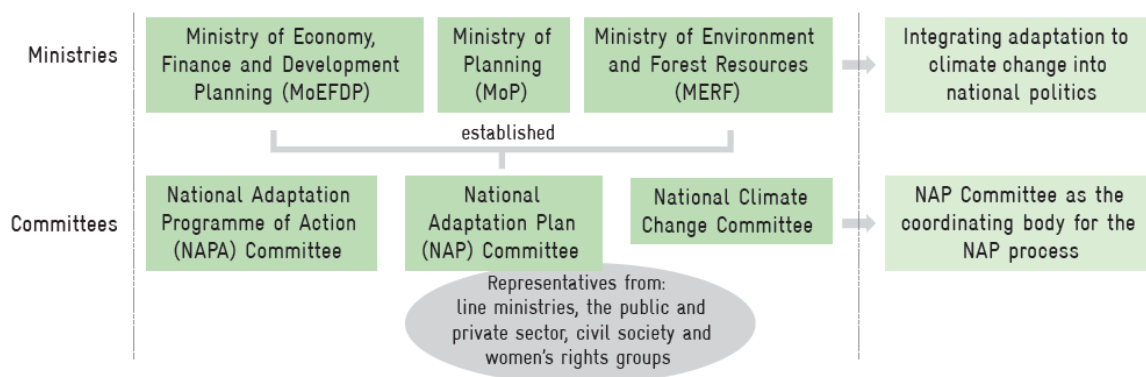 Ministries
Ministry of Economy,
Finance and Development
Planning (MoEFDP)
Ministry of
Planning
(MoP)
Ministry of Environment
and Forest Resources
(MERF)
Integrating adaptation to
climate change into
national politics
established
Committees
National Adaptation
Programme of Action
(NAPA) Committee
National
Adaptation Plan
(NAP) Committee
National Climate
Change Committee
NAP Committee as the
coordinating body for the
NAP process
Representatives from:
line ministries, the public and
private sector, civil society and
women's rights groups